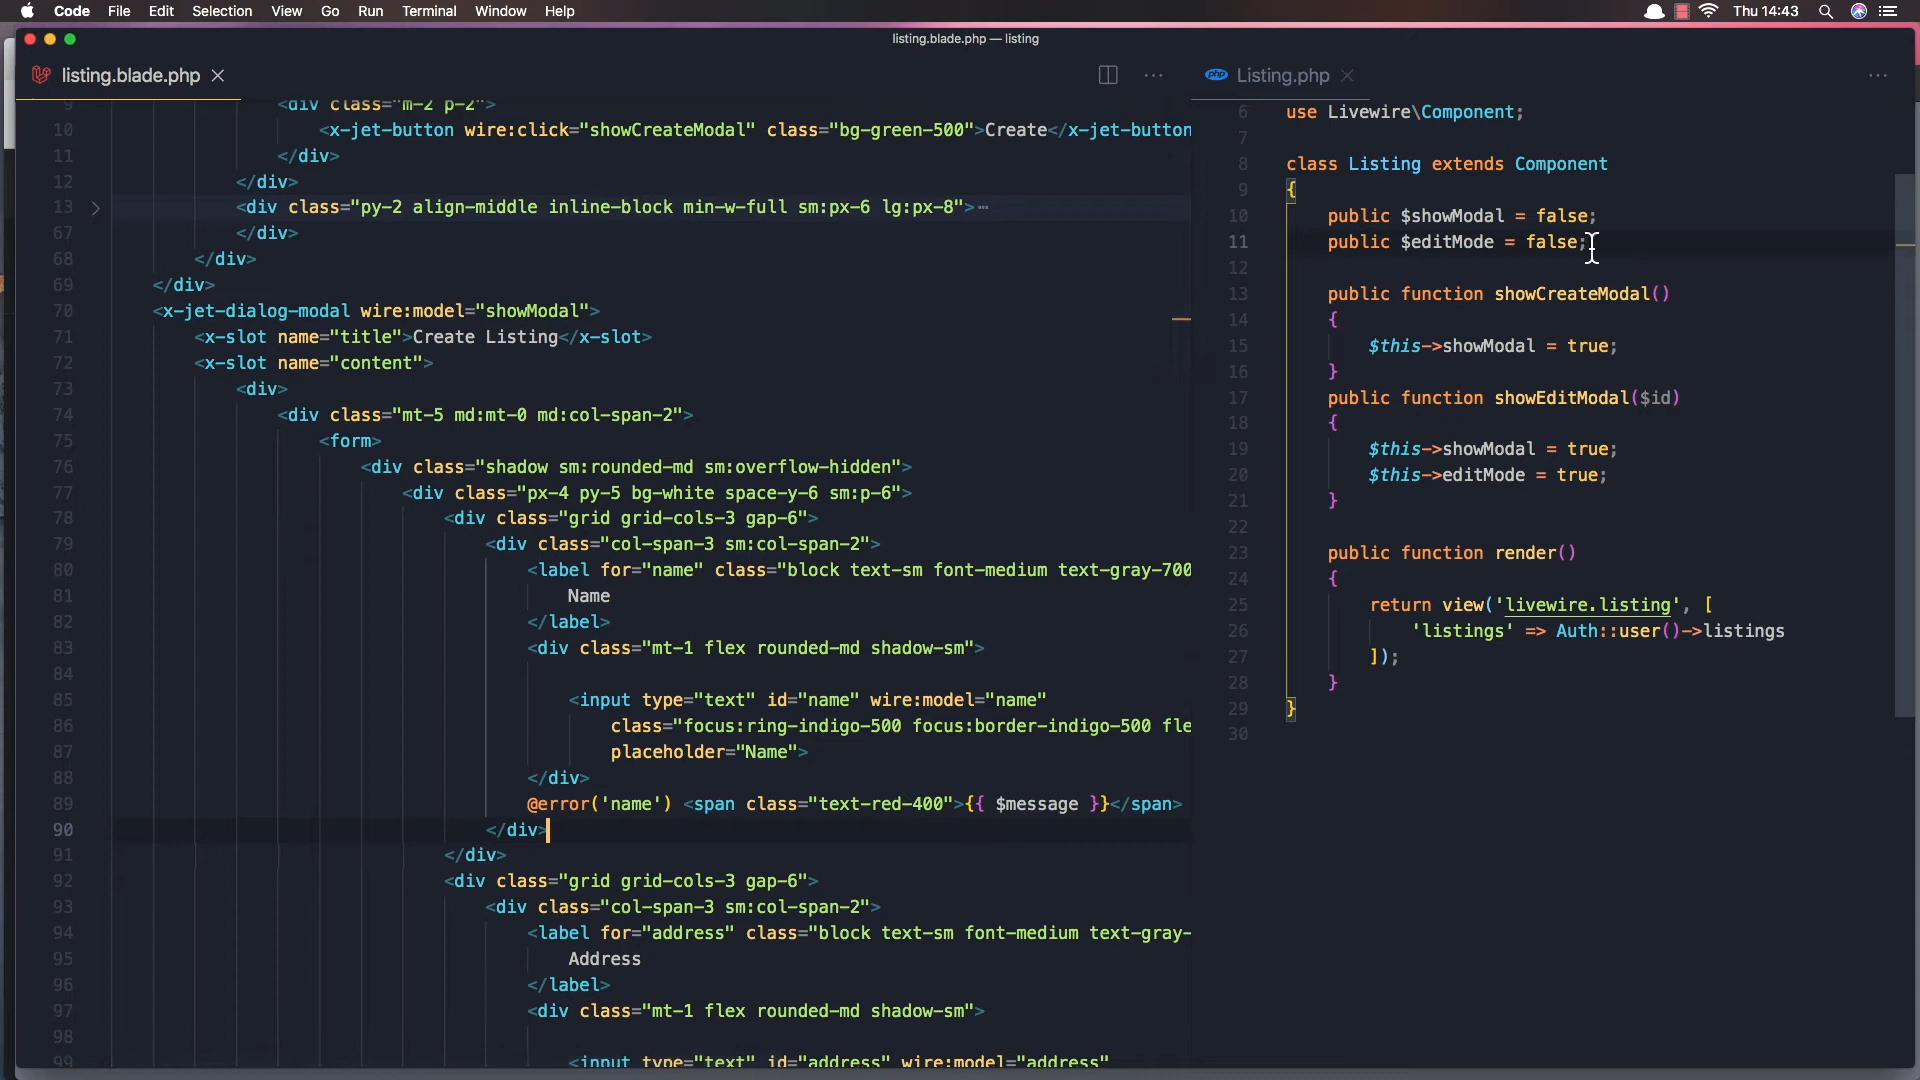 Code File Edit Selection View Go Run Terminal Window Help Thu 14:43
listing.blade.php — listing
listing.blade.php
9 <div class="m-2 p-2">
10 <x-jet-button wire:click="showCreateModal" class="bg-green-500">Create</x-jet-button
11 </div>
12 </div>
13 <div class="py-2 align-middle inline-block min-w-full sm:px-6 lg:px-8">⋯
67 </div>
68 </div>
69 </div>
70 <x-jet-dialog-modal wire:model="showModal">
71 <x-slot name="title">Create Listing</x-slot>
72 <x-slot name="content">
73 <div>
74 <div class="mt-5 md:mt-0 md:col-span-2">
75 <form>
76 <div class="shadow sm:rounded-md sm:overflow-hidden">
77 <div class="px-4 py-5 bg-white space-y-6 sm:p-6">
78 <div class="grid grid-cols-3 gap-6">
79 <div class="col-span-3 sm:col-span-2">
80 <label for="name" class="block text-sm font-medium text-gray-700
81 Name
82 </label>
83 <div class="mt-1 flex rounded-md shadow-sm">
84
85 <input type="text" id="name" wire:model="name"
86 class="focus:ring-indigo-500 focus:border-indigo-500 fle
87 placeholder="Name">
88 </div>
89 @error('name') <span class="text-red-400">{{ $message }}</span>
90 </div>
91 </div>
92 <div class="grid grid-cols-3 gap-6">
93 <div class="col-span-3 sm:col-span-2">
94 <label for="address" class="block text-sm font-medium text-gray-
95 Address
96 </label>
97 <div class="mt-1 flex rounded-md shadow-sm">
98
99 <input type="text" id="address" wire:model="address"
php Listing.php
6 use Livewire\Component;
7
8 class Listing extends Component
9 {
10 public $showModal = false;
11 public $editMode = false;
12
13 public function showCreateModal()
14 {
15 $this->showModal = true;
16 }
17 public function showEditModal($id)
18 {
19 $this->showModal = true;
20 $this->editMode = true;
21 }
22
23 public function render()
24 {
25 return view('livewire.listing', [
26 'listings' => Auth::user()->listings
27 ]);
28 }
29 }
30